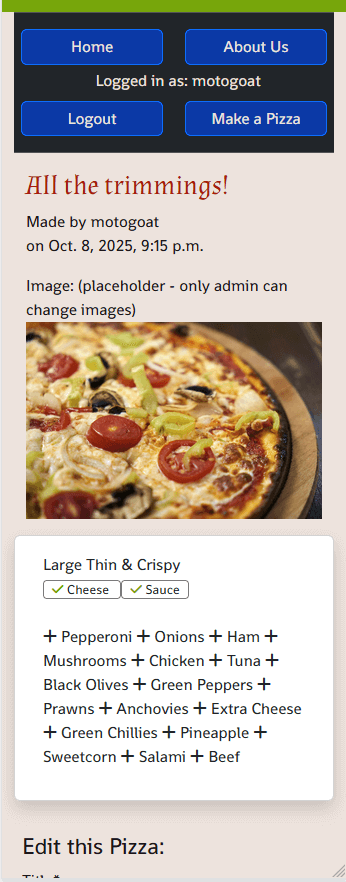 Home About Us
Logged in as: motogoat
Logout Make a Pizza
All the trimmings!
Made by motogoat
on Oct. 8, 2025, 9:15 p.m.
Image: (placeholder - only admin can
change images)
Large Thin & Crispy
Cheese Sauce
+ Pepperoni + Onions + Ham +
Mushrooms + Chicken + Tuna +
Black Olives + Green Peppers +
Prawns + Anchovies + Extra Cheese
+ Green Chillies + Pineapple +
Sweetcorn + Salami + Beef
Edit this Pizza: